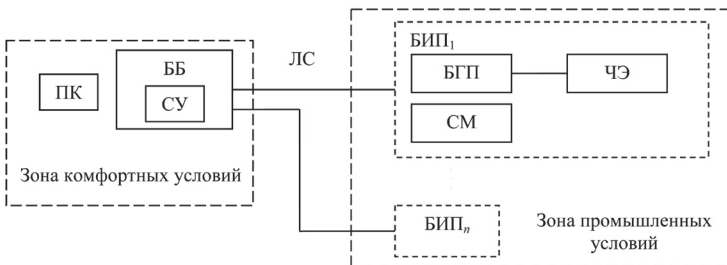 БИП₁
ЛС
ББ
БГП
ЧЭ
ПК
СУ
СМ
Зона комфортных условий
БИПₙ
Зона промышленных
условий